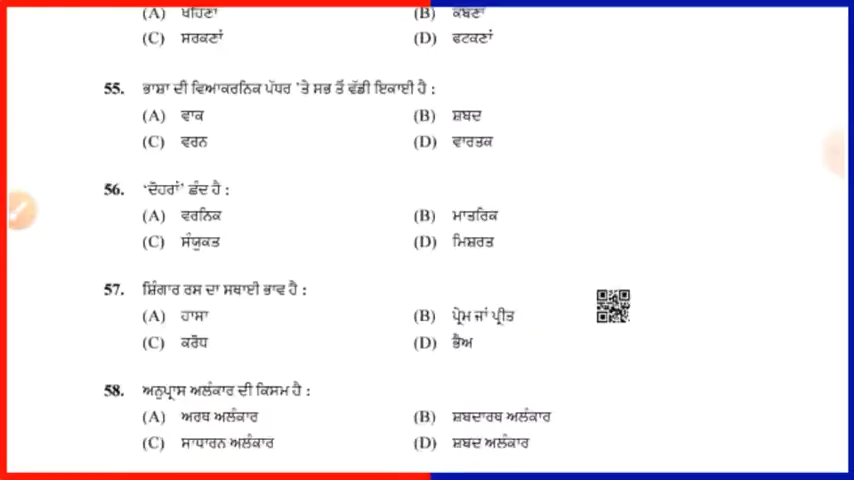 (A) ਖਹਿਣਾ (B) ਕੰਬਣਾ
(C) ਸਰਕਣਾਂ (D) ਫਟਕਣਾਂ
55. ਭਾਸ਼ਾ ਦੀ ਵਿਆਕਰਨਿਕ ਪੱਧਰ ’ਤੇ ਸਭ ਤੋਂ ਵੱਡੀ ਇਕਾਈ ਹੈ :
(A) ਵਾਕ (B) ਸ਼ਬਦ
(C) ਵਰਨ (D) ਵਾਰਤਕ
56. ‘ਦੋਹਰਾਂ’ ਛੰਦ ਹੈ :
(A) ਵਰਨਿਕ (B) ਮਾਤਰਿਕ
(C) ਸੰਯੁਕਤ (D) ਮਿਸ਼ਰਤ
57. ਸ਼ਿੰਗਾਰ ਰਸ ਦਾ ਸਥਾਈ ਭਾਵ ਹੈ :
(A) ਹਾਸਾ (B) ਪ੍ਰੇਮ ਜਾਂ ਪ੍ਰੀਤ
(C) ਕਰੋਧ (D) ਭੈਅ
58. ਅਨੁਪ੍ਰਾਸ ਅਲੰਕਾਰ ਦੀ ਕਿਸਮ ਹੈ :
(A) ਅਰਥ ਅਲੰਕਾਰ (B) ਸ਼ਬਦਾਰਥ ਅਲੰਕਾਰ
(C) ਸਾਧਾਰਨ ਅਲੰਕਾਰ (D) ਸ਼ਬਦ ਅਲੰਕਾਰ